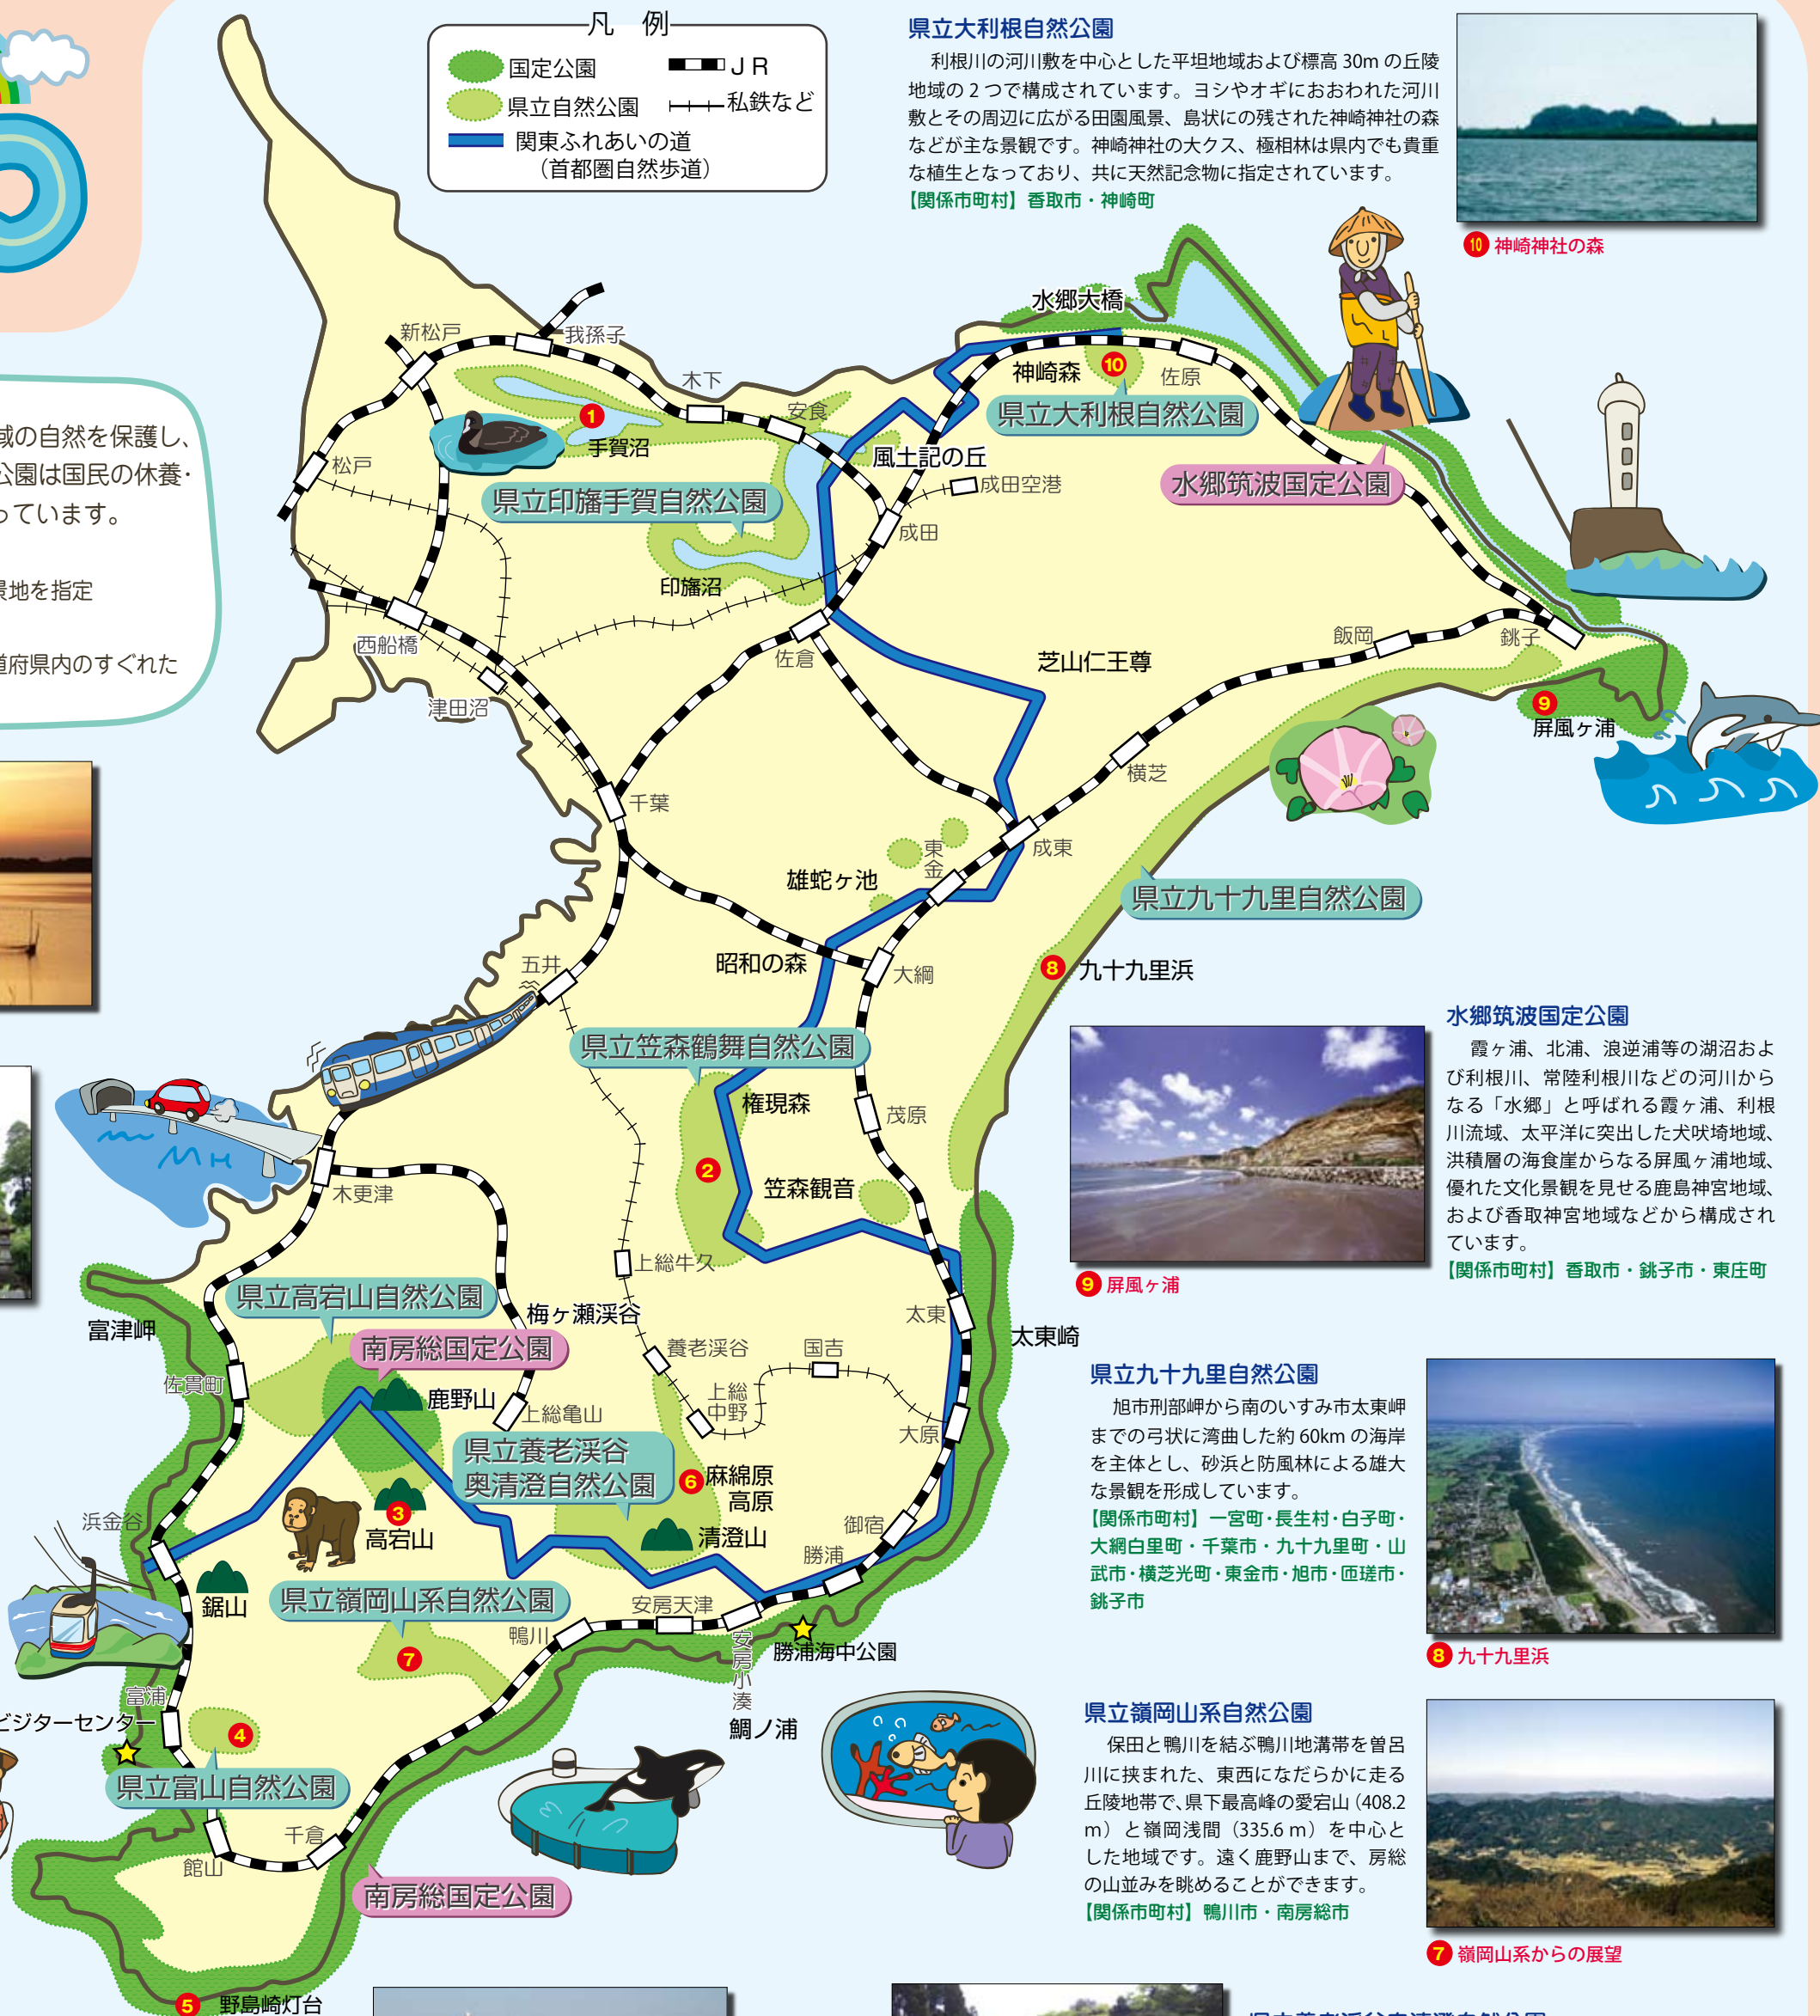 凡　例
国定公園
ＪＲ
県立自然公園
私鉄など
関東ふれあいの道
（首都圏自然歩道）
県立大利根自然公園
利根川の河川敷を中心とした平坦地域および標高 30m の丘陵
地域の 2 つで構成されています。ヨシやオギにおおわれた河川
敷とその周辺に広がる田園風景、島状にの残された神崎神社の森
などが主な景観です。神崎神社の大クス、極相林は県内でも貴重
な植生となっており、共に天然記念物に指定されています。
【関係市町村】香取市・神崎町
10 神崎神社の森
域の自然を保護し、
公園は国民の休養・
っています。
景地を指定
道府県内のすぐれた
水郷大橋
新松戸
我孫子
木下
安食
神崎森
10
佐原
県立大利根自然公園
1
手賀沼
松戸
風土記の丘
成田空港
水郷筑波国定公園
県立印旛手賀自然公園
成田
印旛沼
西船橋
佐倉
津田沼
芝山仁王尊
飯岡
銚子
9
屏風ヶ浦
横芝
千葉
成東
東金
雄蛇ヶ池
県立九十九里自然公園
昭和の森
大網
8 九十九里浜
五井
県立笠森鶴舞自然公園
権現森
茂原
2
笠森観音
木更津
上総牛久
県立高宕山自然公園
富津岬
南房総国定公園
梅ヶ瀬渓谷
太東
太東崎
養老渓谷
国吉
佐貫町
鹿野山
上総亀山
上総
中野
大原
県立養老渓谷
奥清澄自然公園
6
麻綿原
高原
3
高宕山
清澄山
浜金谷
御宿
勝浦
鋸山
県立嶺岡山系自然公園
安房天津
鴨川
7
安房小湊
勝浦海中公園
鯛ノ浦
富浦
ビジターセンター
4
県立富山自然公園
千倉
館山
南房総国定公園
5 野島崎灯台
9 屏風ヶ浦
水郷筑波国定公園
霞ヶ浦、北浦、浪逆浦等の湖沼およ
び利根川、常陸利根川などの河川から
なる「水郷」と呼ばれる霞ヶ浦、利根
川流域、太平洋に突出した犬吠埼地域、
洪積層の海食崖からなる屏風ヶ浦地域、
優れた文化景観を見せる鹿島神宮地域、
および香取神宮地域などから構成され
ています。
【関係市町村】香取市・銚子市・東庄町
県立九十九里自然公園
旭市刑部岬から南のいすみ市太東岬
までの弓状に湾曲した約 60km の海岸
を主体とし、砂浜と防風林による雄大
な景観を形成しています。
【関係市町村】一宮町・長生村・白子町・
大網白里町・千葉市・九十九里町・山
武市・横芝光町・東金市・旭市・匝瑳市・
銚子市
8 九十九里浜
県立嶺岡山系自然公園
保田と鴨川を結ぶ鴨川地溝帯を曽呂
川に挟まれた、東西になだらかに走る
丘陵地帯で、県下最高峰の愛宕山（408.2
m）と嶺岡浅間（335.6 m）を中心と
した地域です。遠く鹿野山まで、房総
の山並みを眺めることができます。
【関係市町村】鴨川市・南房総市
7 嶺岡山系からの展望